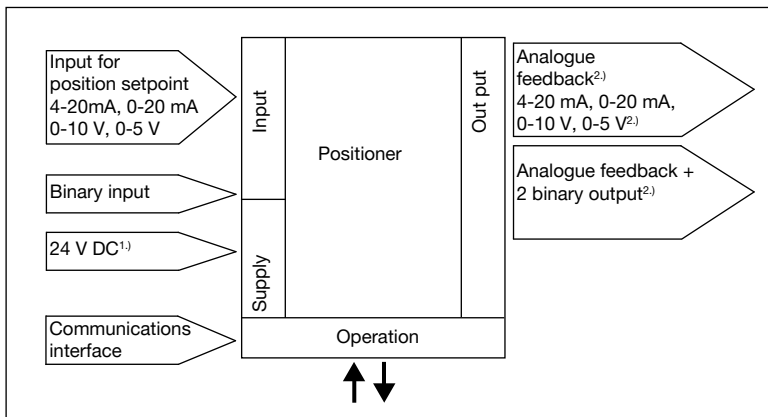 Input for
position setpoint
4-20mA, 0-20 mA
0-10 V, 0-5 V
Binary input
24 V DC1.)
Communications
interface
Input
Supply
Positioner
Operation
Out put
Analogue
feedback2.)
4-20 mA, 0-20 mA,
0-10 V, 0-5 V2.)
Analogue feedback +
2 binary output2.)